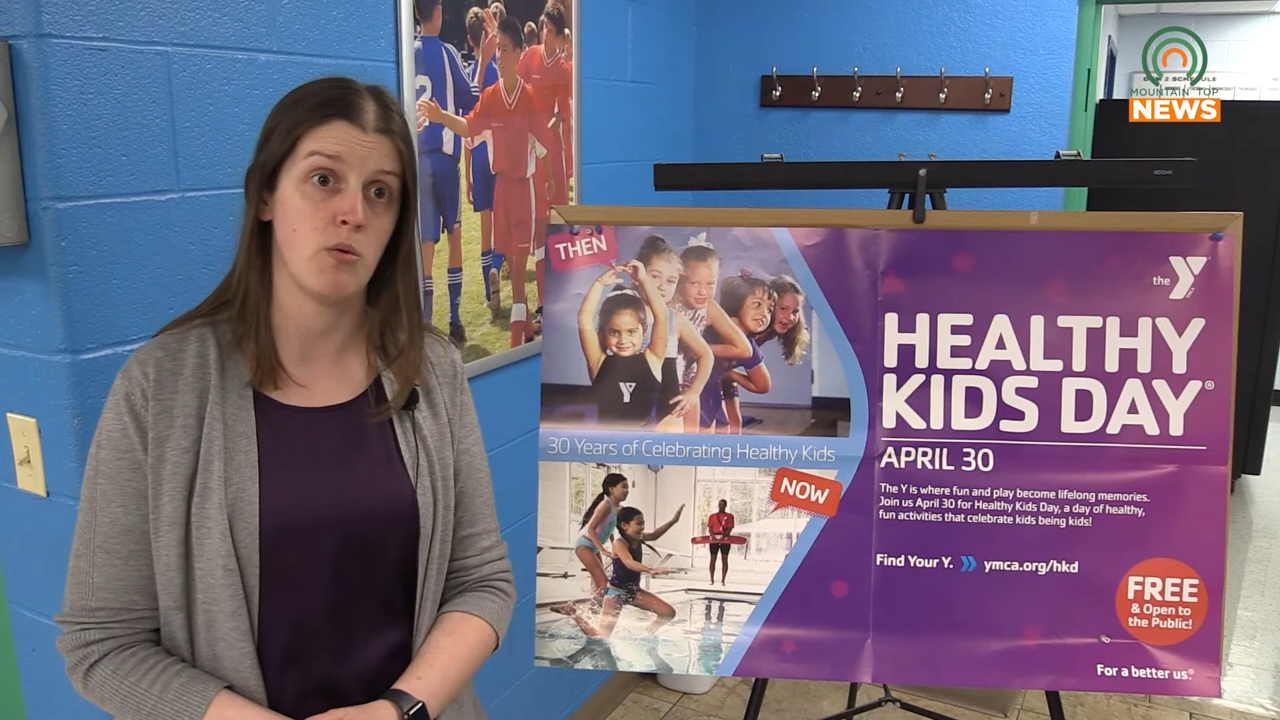 MOUNTAIN TOP
NEWS
THEN
2
30 Years of Celebrating Healthy Kids
NOW
the Y
HEALTHY
KIDS DAY®
APRIL 30
The Y is where fun and play become lifelong memories.
Join us April 30 for Healthy Kids Day, a day of healthy,
fun activities that celebrate kids being kids!
Find Your Y. ymca.org/hkd
FREE
& Open to
the Public!
For a better us.®